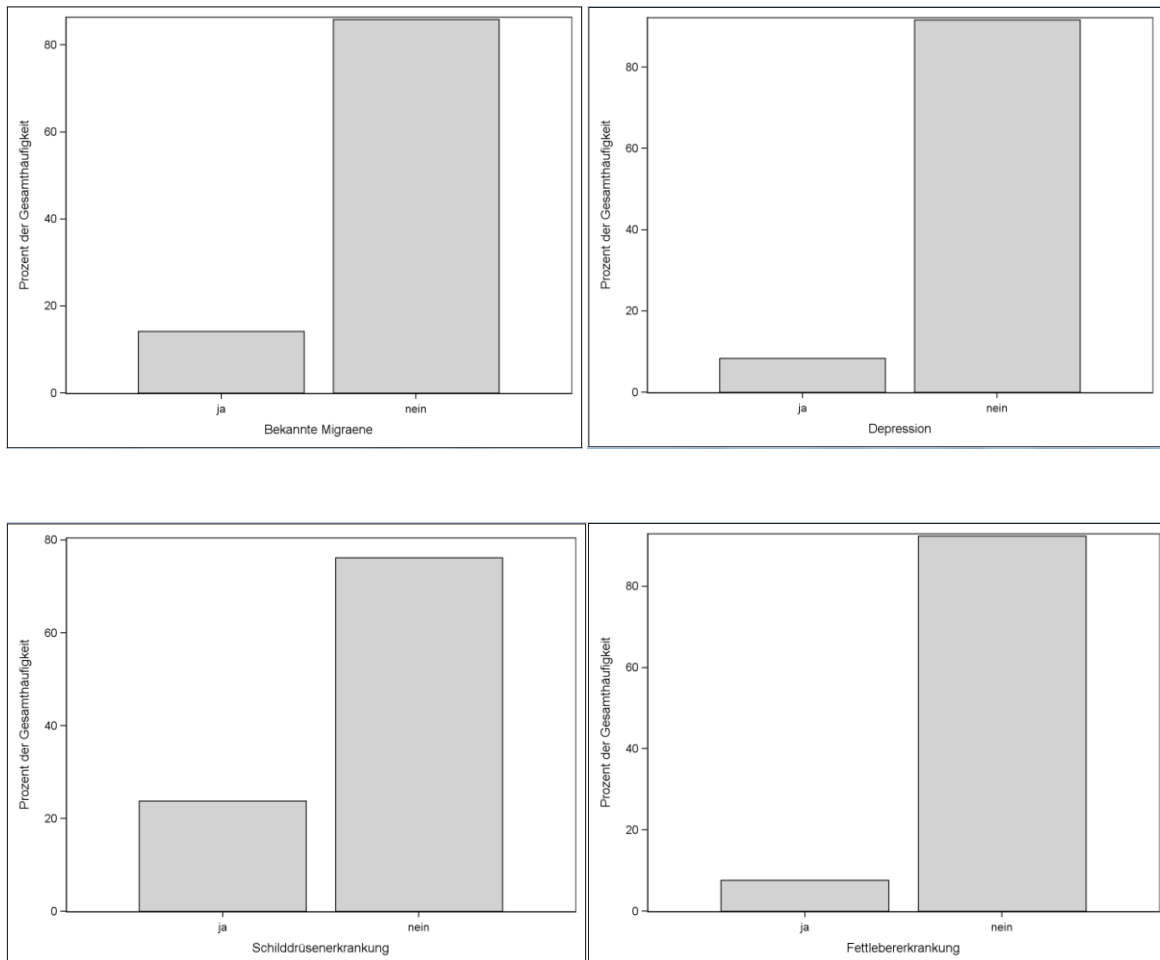 Prozent der Gesamthäufigkeit
80
60
40
20
0
ja nein
Bekannte Migraene
Prozent der Gesamthäufigkeit
80
60
40
20
0
ja nein
Depression
Prozent der Gesamthäufigkeit
80
60
40
20
0
ja nein
Schilddrüsenerkrankung
Prozent der Gesamthäufigkeit
80
60
40
20
0
ja nein
Fettlebererkrankung